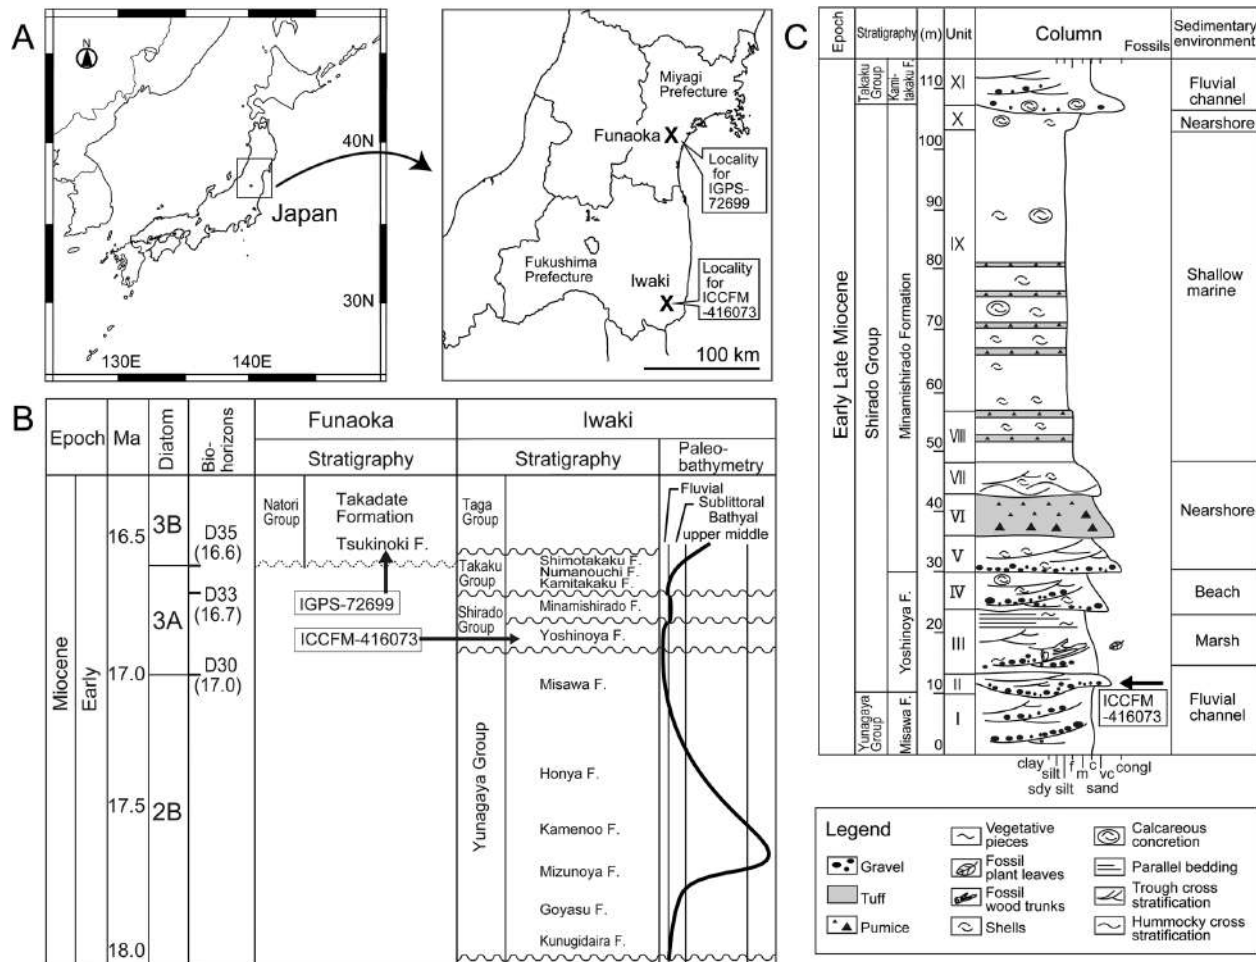 A
N
40N
30N
130E
140E
Japan
Miyagi
Prefecture
Funaoka
X
Locality
for
IGPS-
72699
Fukushima
Prefecture
Iwaki
X
Locality
for
ICCFM
-416073
100 km
B
Epoch
Ma
Diatom
Bio-
horizons
Funaoka
Stratigraphy
Iwaki
Stratigraphy
Paleo-
bathymetry
Miocene
Early
16.5
17.0
17.5
18.0
3B
3A
2B
D35
(16.6)
D33
(16.7)
D30
(17.0)
Natori
Group
Takadate
Formation
Tsukinoki F.
IGPS-72699
ICCFM-416073
Taga
Group
Takaku
Group
Shirado
Group
Yunagaya Group
Shimotakaku F.
Numanouchi F.
Kamitakaku F.
Minamishirado F.
Yoshinoya F.
Misawa F.
Honya F.
Kamenoo F.
Mizunoya F.
Goyasu F.
Kunugidaira F.
Fluvial
Sublittoral
Bathyal
upper middle
C
Epoch
Stratigraphy
(m)
Unit
Column
Fossils
Sedimentary
environment
Early Late Miocene
Takaku
Group
Kami-
takaku F.
Shirado Group
Minamishirado Formation
Yoshinoya F.
Yunagaya
Group
Misawa F.
110
100
90
80
70
60
50
40
30
20
10
0
XI
X
IX
VIII
VII
VI
V
IV
III
II
I
Fluvial
channel
Nearshore
Shallow
marine
Nearshore
Beach
Marsh
Fluvial
channel
ICCFM
-416073
clay
silt
f
m
c
vc
congl
sdy silt
sand
Legend
Gravel
Tuff
Pumice
Vegetative
pieces
Fossil
plant leaves
Fossil
wood trunks
Shells
Calcareous
concretion
Parallel bedding
Trough cross
stratification
Hummocky cross
stratification